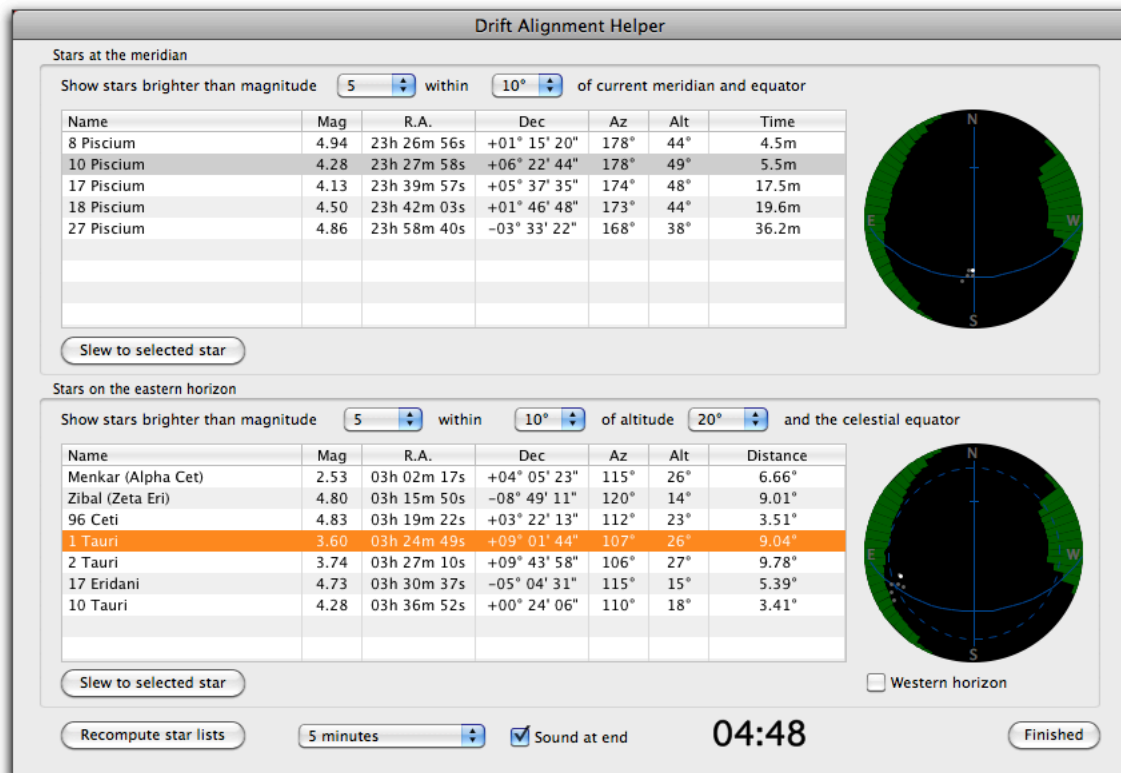 Drift Alignment Helper
Stars at the meridian
Show stars brighter than magnitude 5 within 10° of current meridian and equator
Name Mag R.A. Dec Az Alt Time
8 Piscium 4.94 23h 26m 56s +01° 15' 20" 178° 44° 4.5m
10 Piscium 4.28 23h 27m 58s +06° 22' 44" 178° 49° 5.5m
17 Piscium 4.13 23h 39m 57s +05° 37' 35" 174° 48° 17.5m
18 Piscium 4.50 23h 42m 03s +01° 46' 48" 173° 44° 19.6m
27 Piscium 4.86 23h 58m 40s −03° 33' 22" 168° 38° 36.2m
N
E W
S
Slew to selected star
Stars on the eastern horizon
Show stars brighter than magnitude 5 within 10° of altitude 20° and the celestial equator
Name Mag R.A. Dec Az Alt Distance
Menkar (Alpha Cet) 2.53 03h 02m 17s +04° 05' 23" 115° 26° 6.66°
Zibal (Zeta Eri) 4.80 03h 15m 50s −08° 49' 11" 120° 14° 9.01°
96 Ceti 4.83 03h 19m 22s +03° 22' 13" 112° 23° 3.51°
1 Tauri 3.60 03h 24m 49s +09° 01' 44" 107° 26° 9.04°
2 Tauri 3.74 03h 27m 10s +09° 43' 58" 106° 27° 9.78°
17 Eridani 4.73 03h 30m 37s −05° 04' 31" 115° 15° 5.39°
10 Tauri 4.28 03h 36m 52s +00° 24' 06" 110° 18° 3.41°
N
E W
S
Slew to selected star
Western horizon
Recompute star lists
5 minutes
Sound at end
04:48
Finished